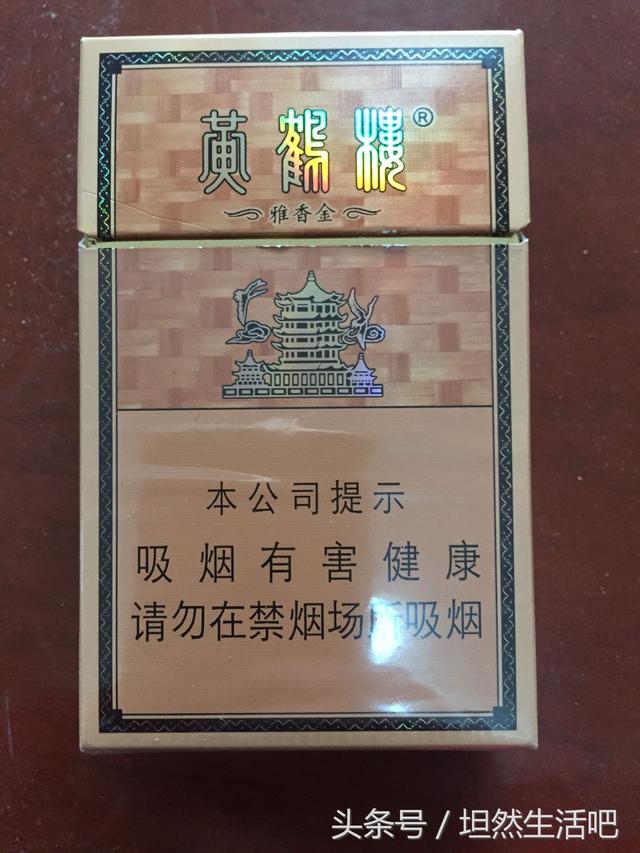 黄鹤楼®
雅香金
本公司提示
吸烟有害健康
请勿在禁烟场所吸烟
头条号 / 坦然生活吧